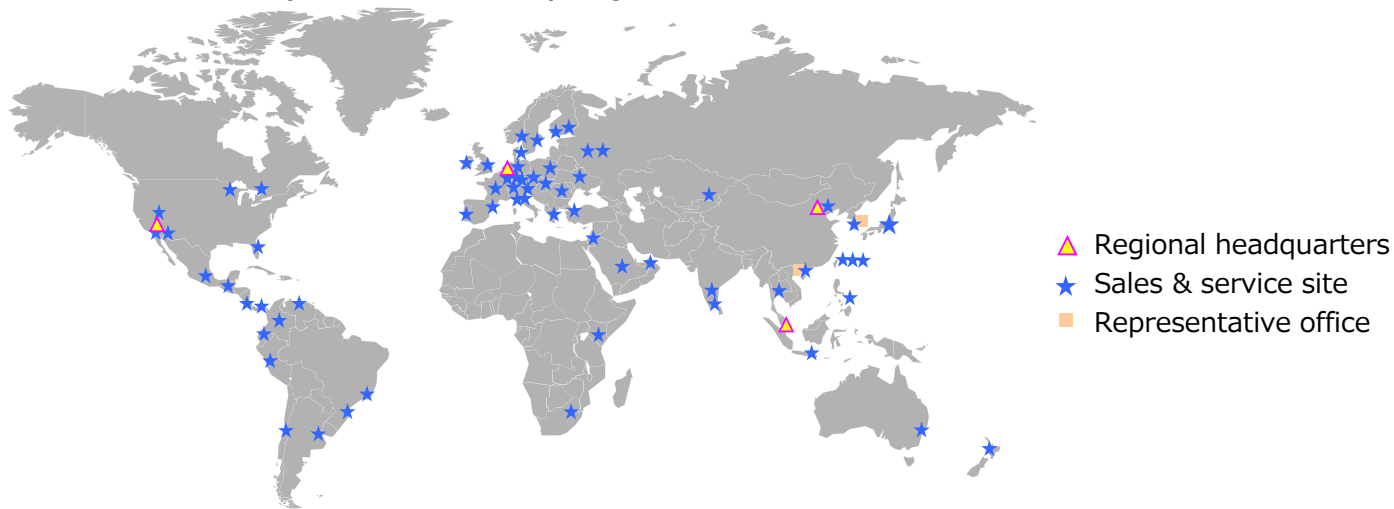 Regional headquarters
Sales & service site
Representative office